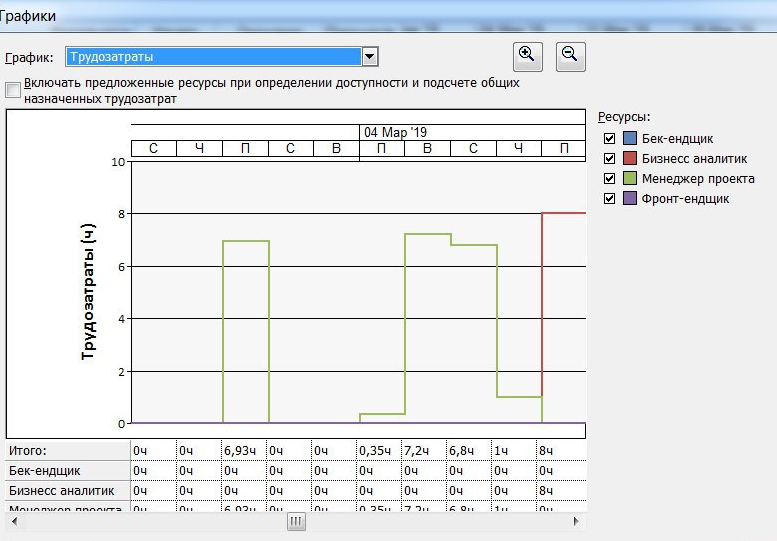 Графики
График: Трудозатраты
Включать предложенные ресурсы при определении доступности и подсчете общих
назначенных трудозатрат
Ресурсы:
Бек-ендщик
Бизнесс аналитик
Менеджер проекта
Фронт-ендщик
04 Мар '19
С Ч П С В П В С Ч П
Трудозатраты (ч)
10
8
6
4
2
0
Итого: 0ч 0ч 6,93ч 0ч 0ч 0,35ч 7,2ч 6,8ч 1ч 8ч
Бек-ендщик 0ч 0ч 0ч 0ч 0ч 0ч 0ч 0ч 0ч 0ч
Бизнесс аналитик 0ч 0ч 0ч 0ч 0ч 0ч 0ч 0ч 0ч 8ч
Менеджер проекта 0ч 0ч 6,93ч 0ч 0ч 0,35ч 7,2ч 6,8ч 1ч 0ч